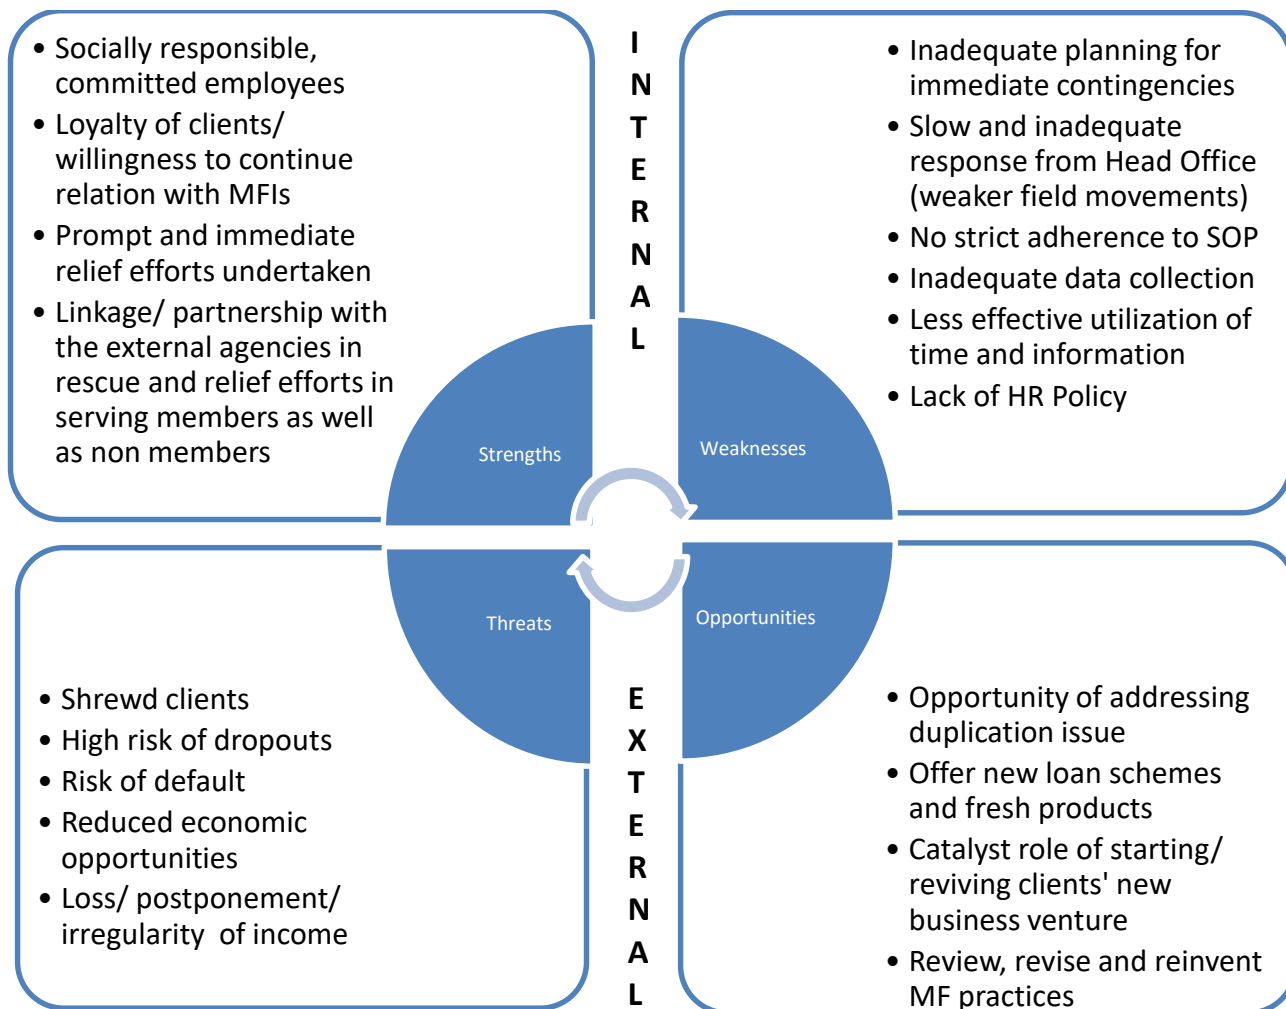 • Socially responsible,
committed employees
• Loyalty of clients/
willingness to continue
relation with MFIs
• Prompt and immediate
relief efforts undertaken
• Linkage/ partnership with
the external agencies in
rescue and relief efforts in
serving members as well
as non members
Strengths
I
N
T
E
R
N
A
L
• Inadequate planning for
immediate contingencies
• Slow and inadequate
response from Head Office
(weaker field movements)
• No strict adherence to SOP
• Inadequate data collection
• Less effective utilization of
time and information
• Lack of HR Policy
Weaknesses
Threats
• Shrewd clients
• High risk of dropouts
• Risk of default
• Reduced economic
opportunities
• Loss/ postponement/
irregularity of income
E
X
T
E
R
N
A
L
Opportunities
• Opportunity of addressing
duplication issue
• Offer new loan schemes
and fresh products
• Catalyst role of starting/
reviving clients' new
business venture
• Review, revise and reinvent
MF practices